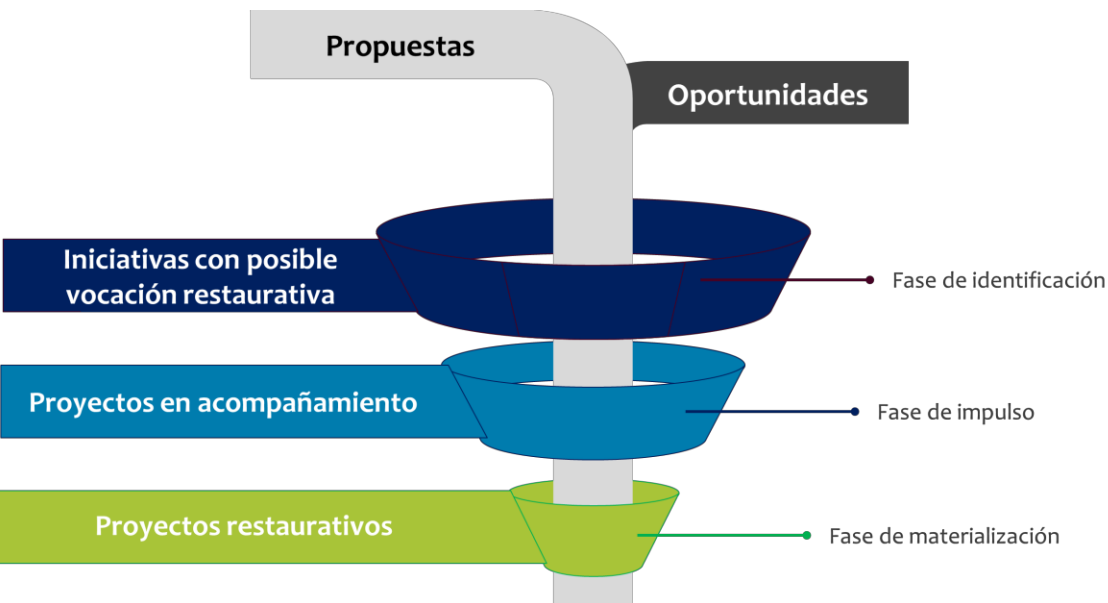 Propuestas
Oportunidades
Iniciativas con posible
vocación restaurativa
Fase de identificación
Proyectos en acompañamiento
Fase de impulso
Proyectos restaurativos
Fase de materialización